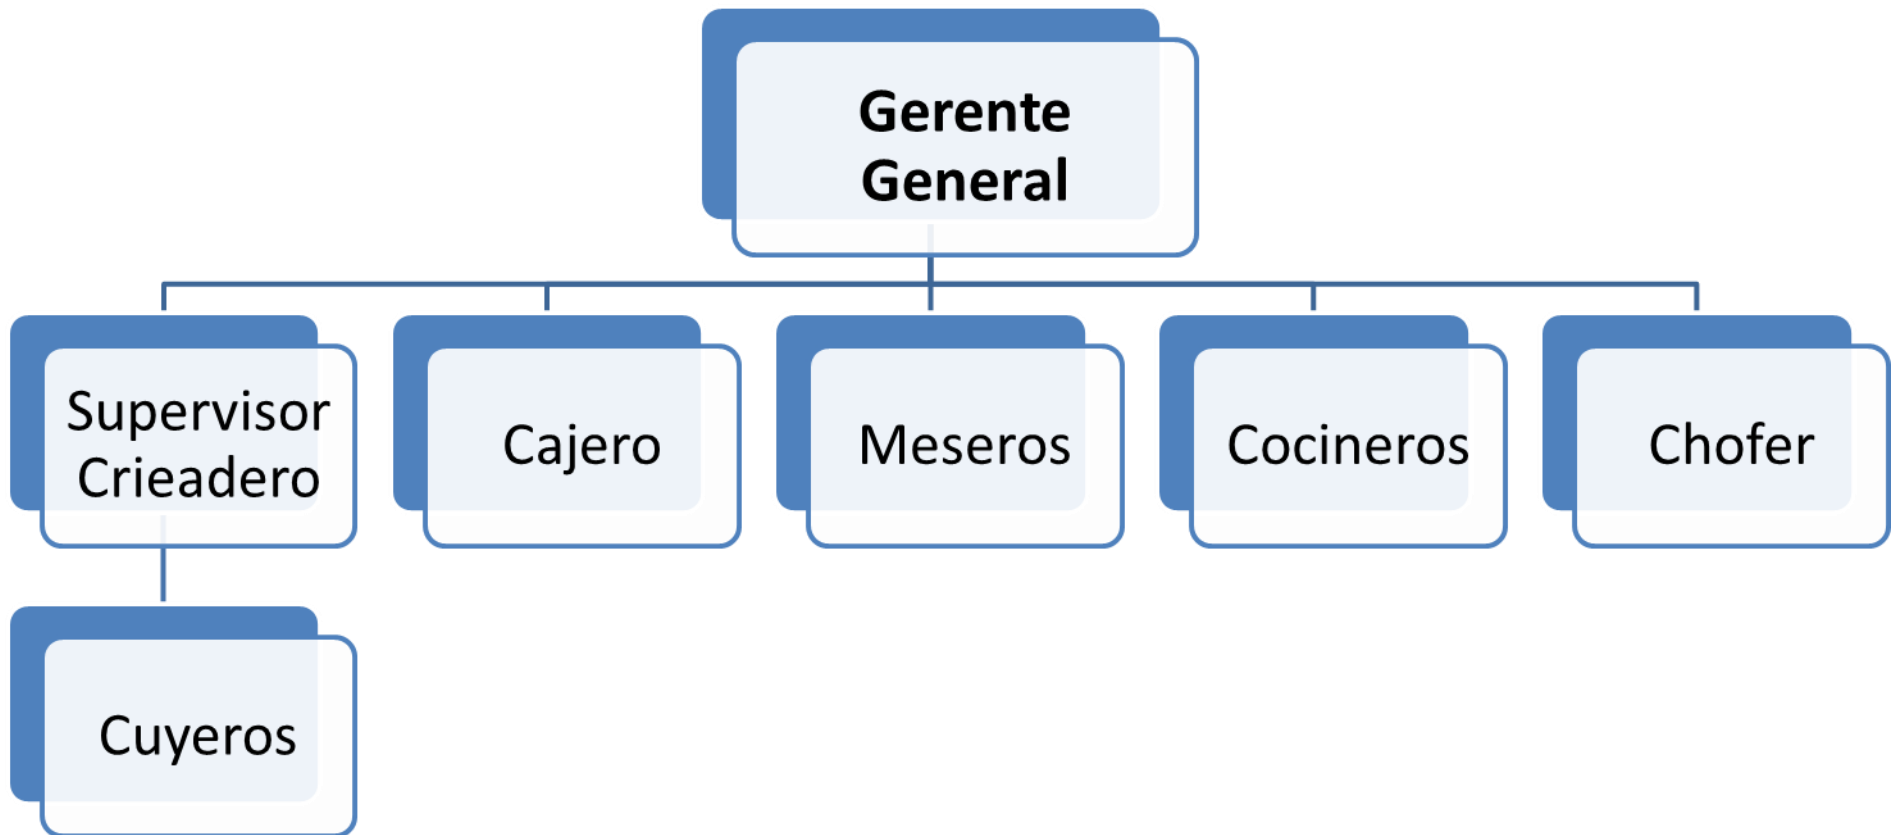 Gerente
General
Supervisor
Crieadero
Cajero
Meseros
Cocineros
Chofer
Cuyeros